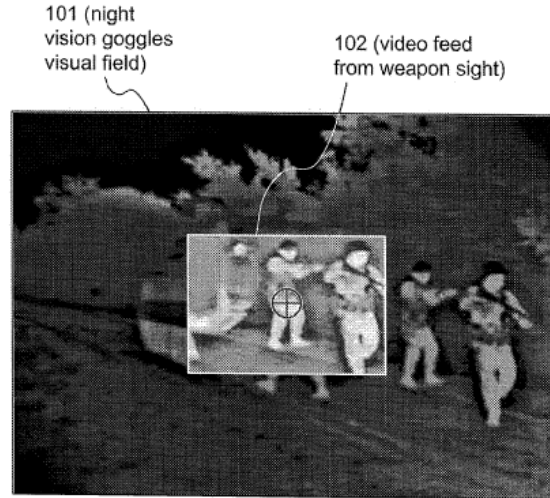 101 (night
vision goggles
visual field)
102 (video feed
from weapon sight)